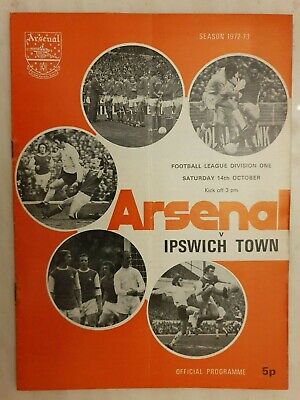 Arsenal
SEASON 1972-73
FOOTBALL LEAGUE DIVISION ONE
SATURDAY 14th OCTOBER
Kick off 3 pm
Arsenal
v
IPSWICH TOWN
OFFICIAL PROGRAMME
5p